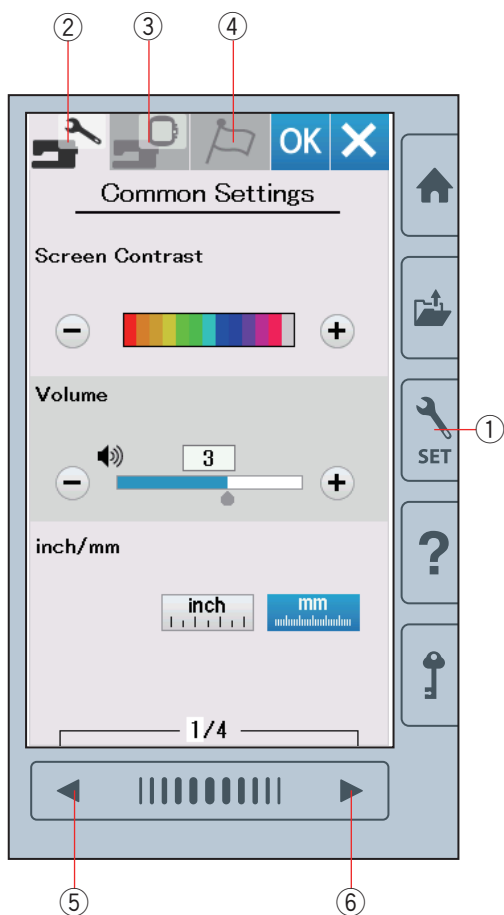 ② ③ ④
OK
Common Settings
Screen Contrast
− +
Volume
3
− +
①
SET
inch/mm
inch mm
?
1/4
⑤ ⑥